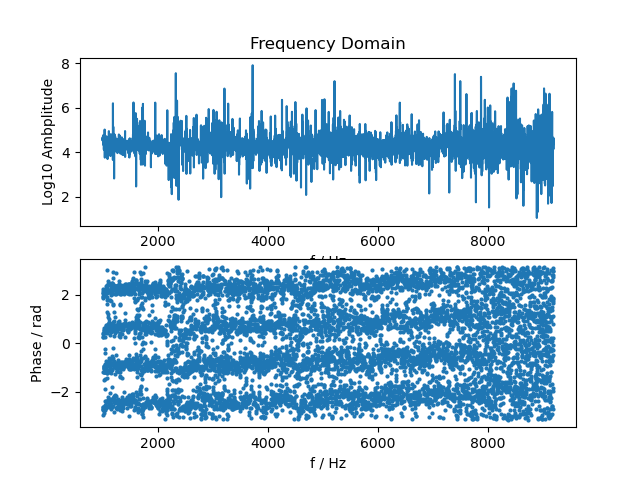 Frequency Domain
Log10 Ambplitude
8
6
4
2
2000 4000 6000 8000
f / Hz
Phase / rad
2
0
−2
2000 4000 6000 8000
f / Hz